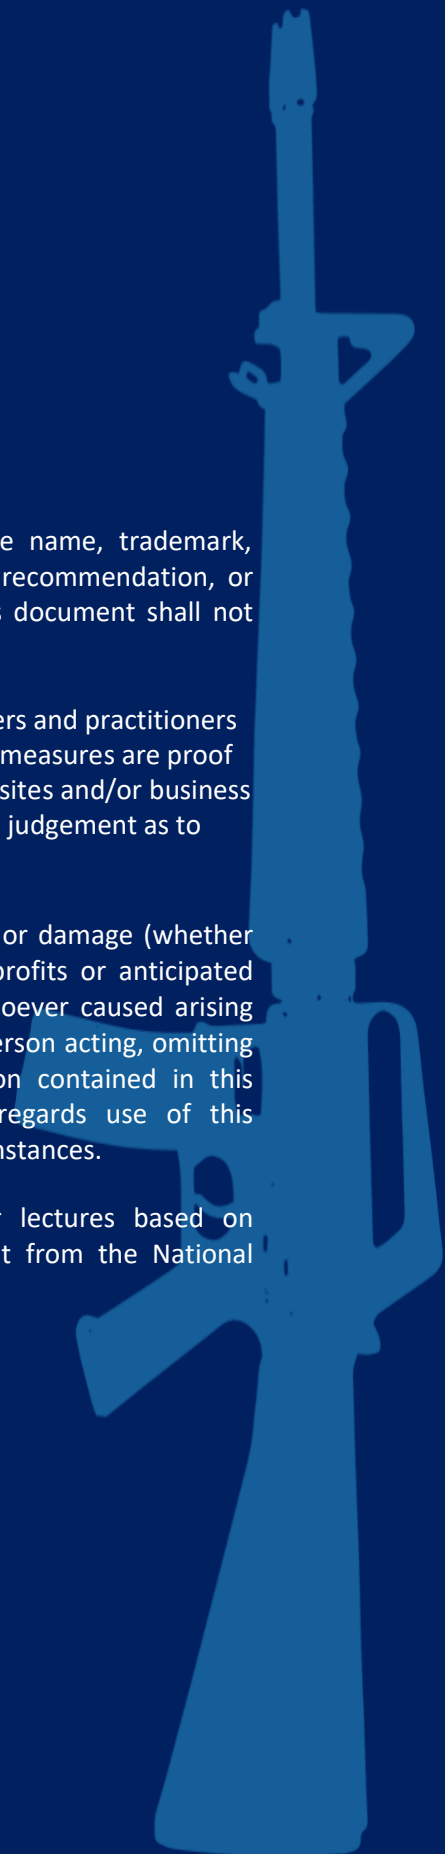 e name, trademark,
recommendation, or
s document shall not
ers and practitioners
measures are proof
sites and/or business
judgement as to
or damage (whether
profits or anticipated
oever caused arising
erson acting, omitting
on contained in this
regards use of this
nstances.
r lectures based on
t from the National